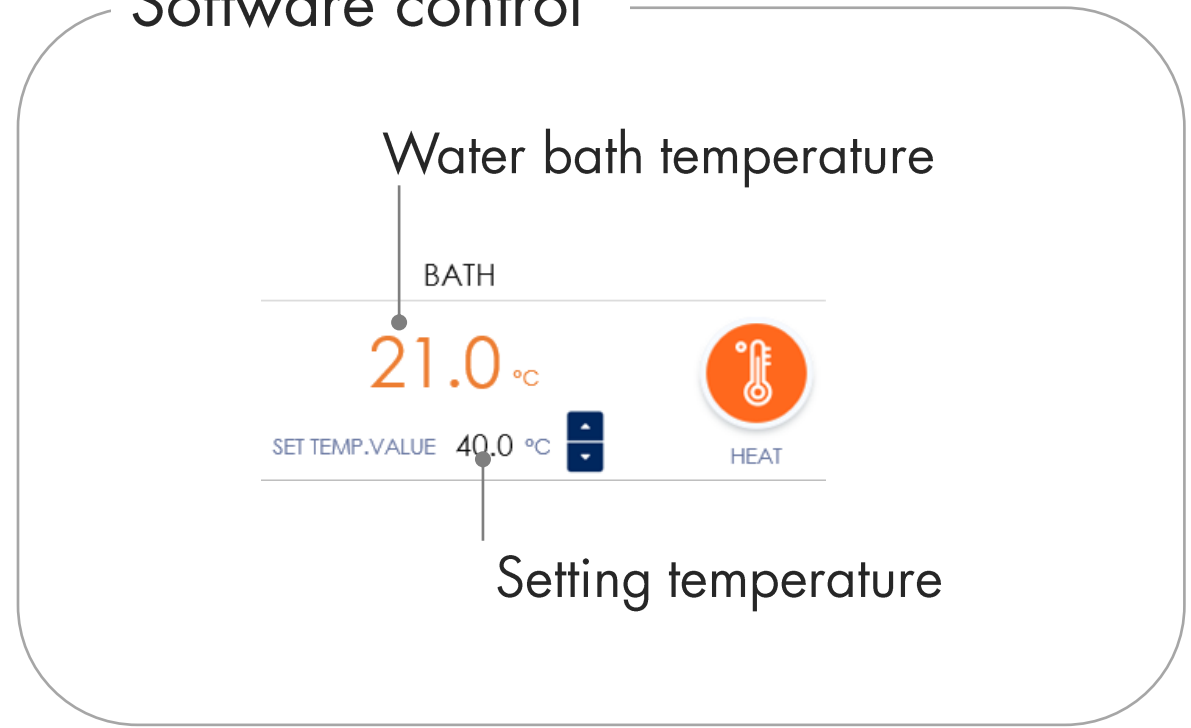 Software control
Water bath temperature
BATH
21.0 °C
SET TEMP.VALUE 40.0 °C
HEAT
Setting temperature